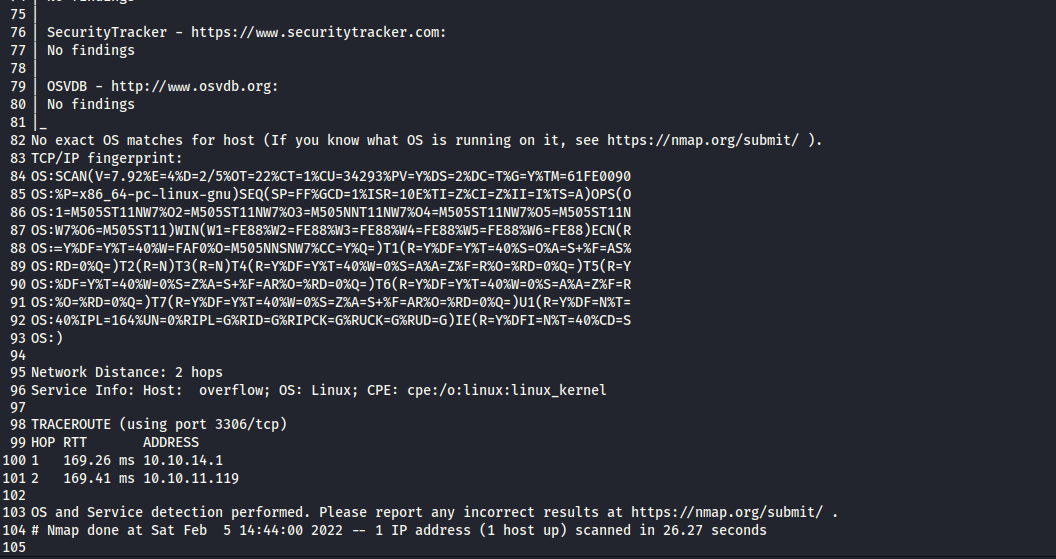 75 |
76 | SecurityTracker - https://www.securitytracker.com:
77 | No findings
78 |
79 | OSVDB - http://www.osvdb.org:
80 | No findings
81 |_
82 No exact OS matches for host (If you know what OS is running on it, see https://nmap.org/submit/ ).
83 TCP/IP fingerprint:
84 OS:SCAN(V=7.92%E=4%D=2/5%OT=22%CT=1%CU=34293%PV=Y%DS=2%DC=T%G=Y%TM=61FE0090
85 OS:%P=x86_64-pc-linux-gnu)SEQ(SP=FF%GCD=1%ISR=10E%TI=Z%CI=Z%II=I%TS=A)OPS(O
86 OS:1=M505ST11NW7%O2=M505ST11NW7%O3=M505NNT11NW7%O4=M505ST11NW7%O5=M505ST11N
87 OS:W7%O6=M505ST11)WIN(W1=FE88%W2=FE88%W3=FE88%W4=FE88%W5=FE88%W6=FE88)ECN(R
88 OS:=Y%DF=Y%T=40%W=FAF0%O=M505NNSNW7%CC=Y%Q=)T1(R=Y%DF=Y%T=40%S=O%A=S+%F=AS%
89 OS:RD=0%Q=)T2(R=N)T3(R=N)T4(R=Y%DF=Y%T=40%W=0%S=A%A=Z%F=R%O=%RD=0%Q=)T5(R=Y
90 OS:%DF=Y%T=40%W=0%S=Z%A=S+%F=AR%O=%RD=0%Q=)T6(R=Y%DF=Y%T=40%W=0%S=A%A=Z%F=R
91 OS:%O=%RD=0%Q=)T7(R=Y%DF=Y%T=40%W=0%S=Z%A=S+%F=AR%O=%RD=0%Q=)U1(R=Y%DF=N%T=
92 OS:40%IPL=164%UN=0%RIPL=G%RID=G%RIPCK=G%RUCK=G%RUD=G)IE(R=Y%DFI=N%T=40%CD=S
93 OS:)
94
95 Network Distance: 2 hops
96 Service Info: Host:  overflow; OS: Linux; CPE: cpe:/o:linux:linux_kernel
97
98 TRACEROUTE (using port 3306/tcp)
99 HOP RTT       ADDRESS
100 1   169.26 ms 10.10.14.1
101 2   169.41 ms 10.10.11.119
102
103 OS and Service detection performed. Please report any incorrect results at https://nmap.org/submit/ .
104 # Nmap done at Sat Feb  5 14:44:00 2022 -- 1 IP address (1 host up) scanned in 26.27 seconds
105